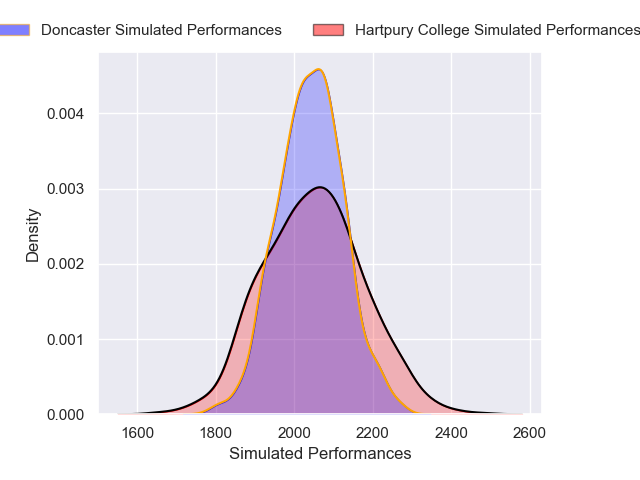 Doncaster Simulated Performances
Hartpury College Simulated Performances
0.004
0.003
0.002
0.001
0.000
Density
1600 1800 2000 2200 2400 2600
Simulated Performances